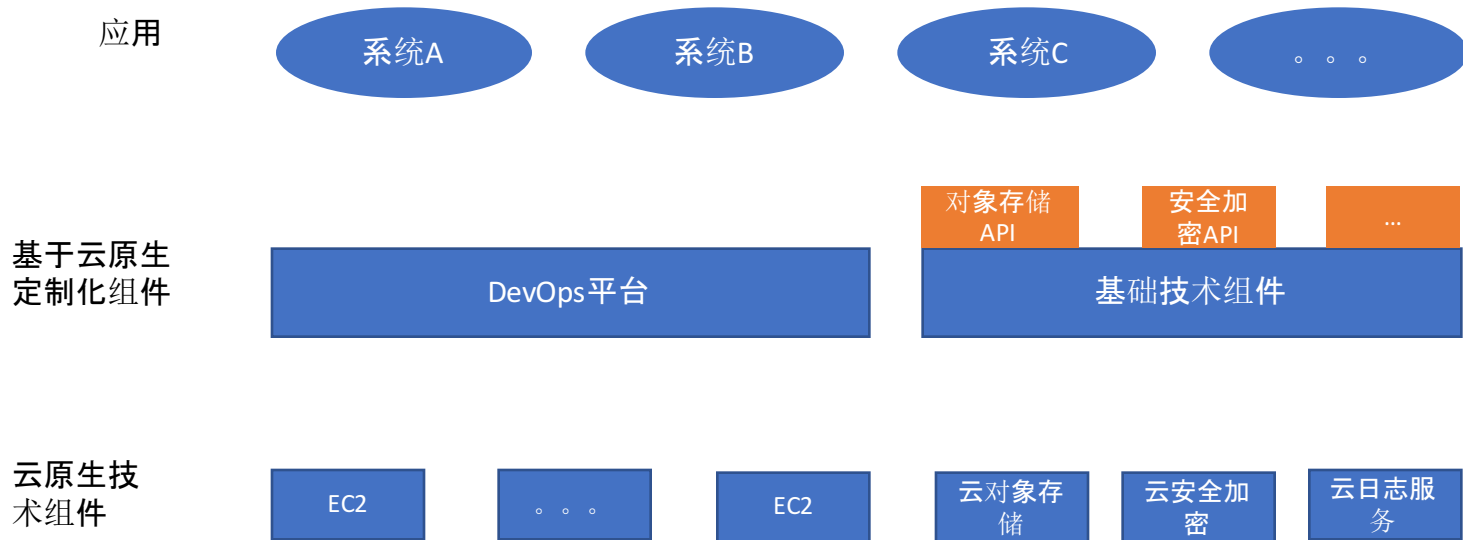 应用
系统A
系统B
系统C
。。。
对象存储
API
安全加
密API
...
基于云原生
定制化组件
DevOps平台
基础技术组件
云原生技
术组件
EC2
。。。
EC2
云对象存
储
云安全加
密
云日志服
务